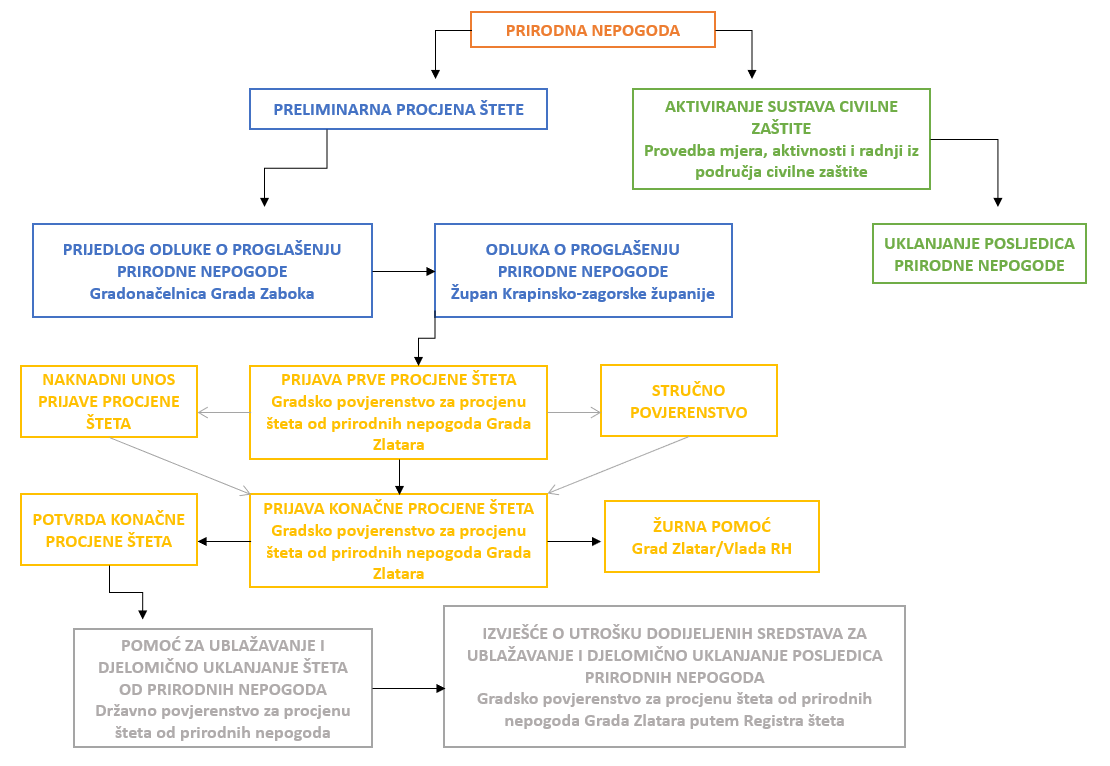 PRIRODNA NEPOGODA
PRELIMINARNA PROCJENA ŠTETE
AKTIVIRANJE SUSTAVA CIVILNE
ZAŠTITE
Provedba mjera, aktivnosti i radnji iz
područja civilne zaštite
PRIJEDLOG ODLUKE O PROGLAŠENJU
PRIRODNE NEPOGODE
Gradonačelnica Grada Zaboka
ODLUKA O PROGLAŠENJU
PRIRODNE NEPOGODE
Župan Krapinsko-zagorske županije
UKLANJANJE POSLJEDICA
PRIRODNE NEPOGODE
NAKNADNI UNOS
PRIJAVE PROCJENE
ŠTETA
PRIJAVA PRVE PROCJENE ŠTETA
Gradsko povjerenstvo za procjenu
šteta od prirodnih nepogoda Grada
Zlatara
STRUČNO
POVJERENSTVO
POTVRDA KONAČNE
PROCJENE ŠTETA
PRIJAVA KONAČNE PROCJENE ŠTETA
Gradsko povjerenstvo za procjenu
šteta od prirodnih nepogoda Grada
Zlatara
ŽURNA POMOĆ
Grad Zlatar/Vlada RH
POMOĆ ZA UBLAŽAVANJE I
DJELOMIČNO UKLANJANJE ŠTETA
OD PRIRODNIH NEPOGODA
Državno povjerenstvo za procjenu
šteta od prirodnih nepogoda
IZVJEŠĆE O UTROŠKU DODIJELJENIH SREDSTAVA ZA
UBLAŽAVANJE I DJELOMIČNO UKLANJANJE POSLJEDICA
PRIRODNIH NEPOGODA
Gradsko povjerenstvo za procjenu šteta od prirodnih
nepogoda Grada Zlatara putem Registra šteta